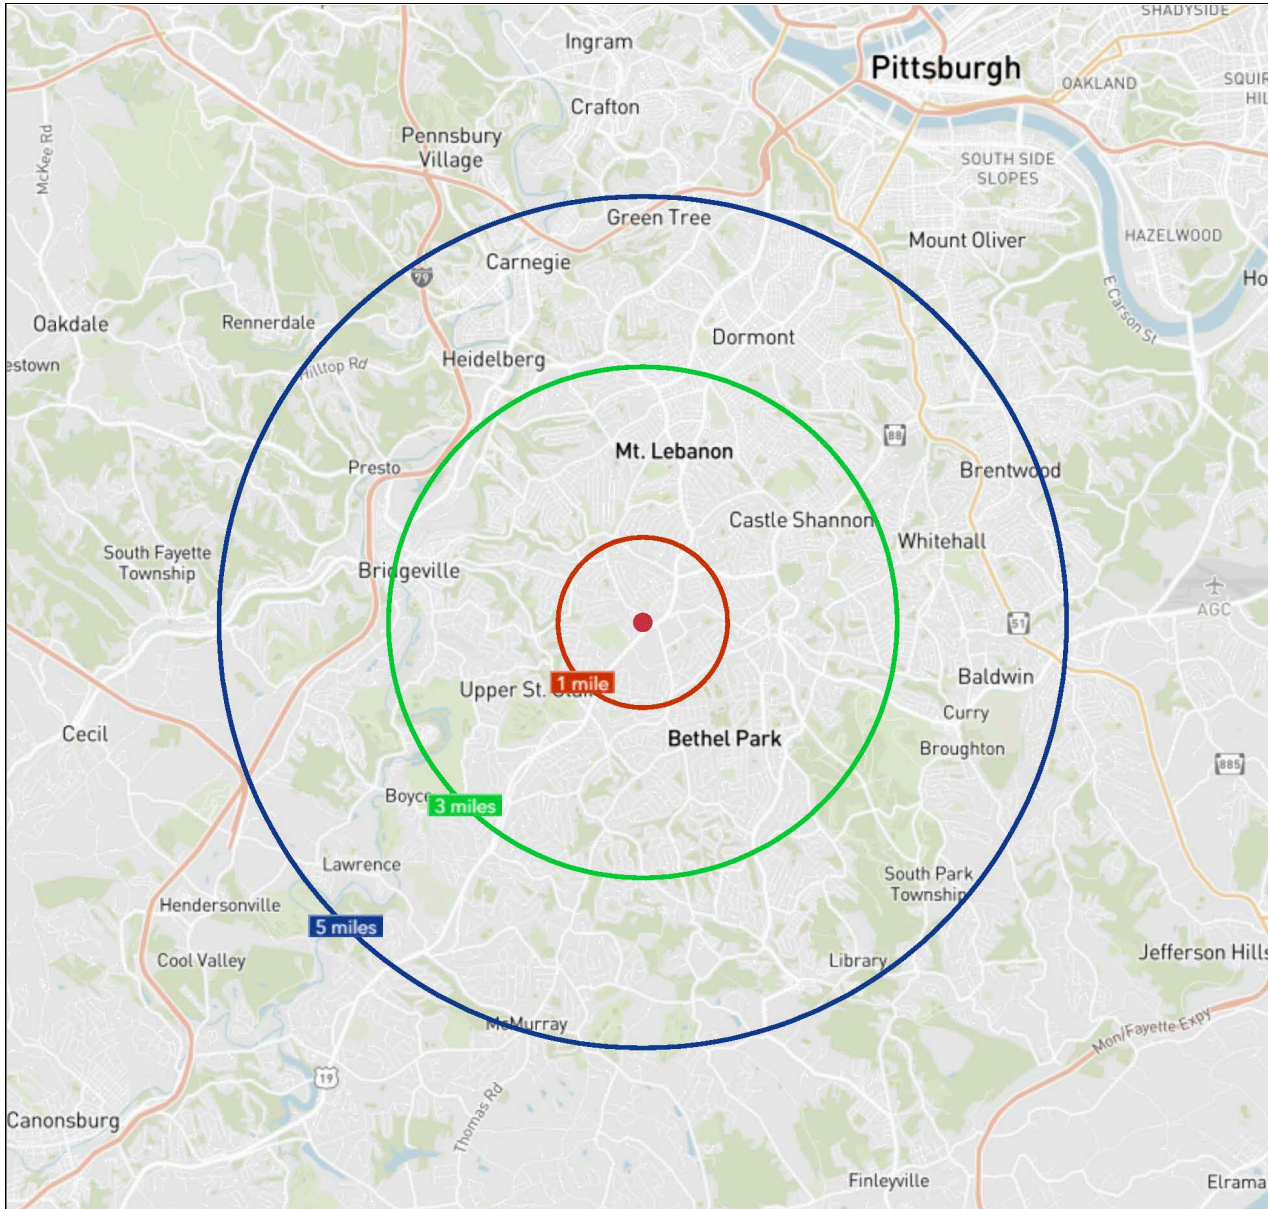 SHADYSIDE
Ingram
Pittsburgh
OAKLAND
SQUIR
HIL
Crafton
Pennsbury
Village
McKee Rd
SOUTH SIDE
SLOPES
Green Tree
Mount Oliver
HAZELWOOD
Carnegie
79
Ho
E Carson St
Oakdale
Rennerdale
Dormont
estown
Hilltop Rd
Heidelberg
88
Mt. Lebanon
Presto
Brentwood
Castle Shannon
Whitehall
South Fayette
Township
Bridgeville
AGC
51
Baldwin
1 mile
Upper St.
Curry
Cecil
Bethel Park
Broughton
885
Boyce
3 miles
Lawrence
South Park
Township
Hendersonville
5 miles
Cool Valley
Library
Jefferson Hills
McMurray
Mon/Fayette Expy
19
Thomas Rd
Canonsburg
Finleyville
Elrama